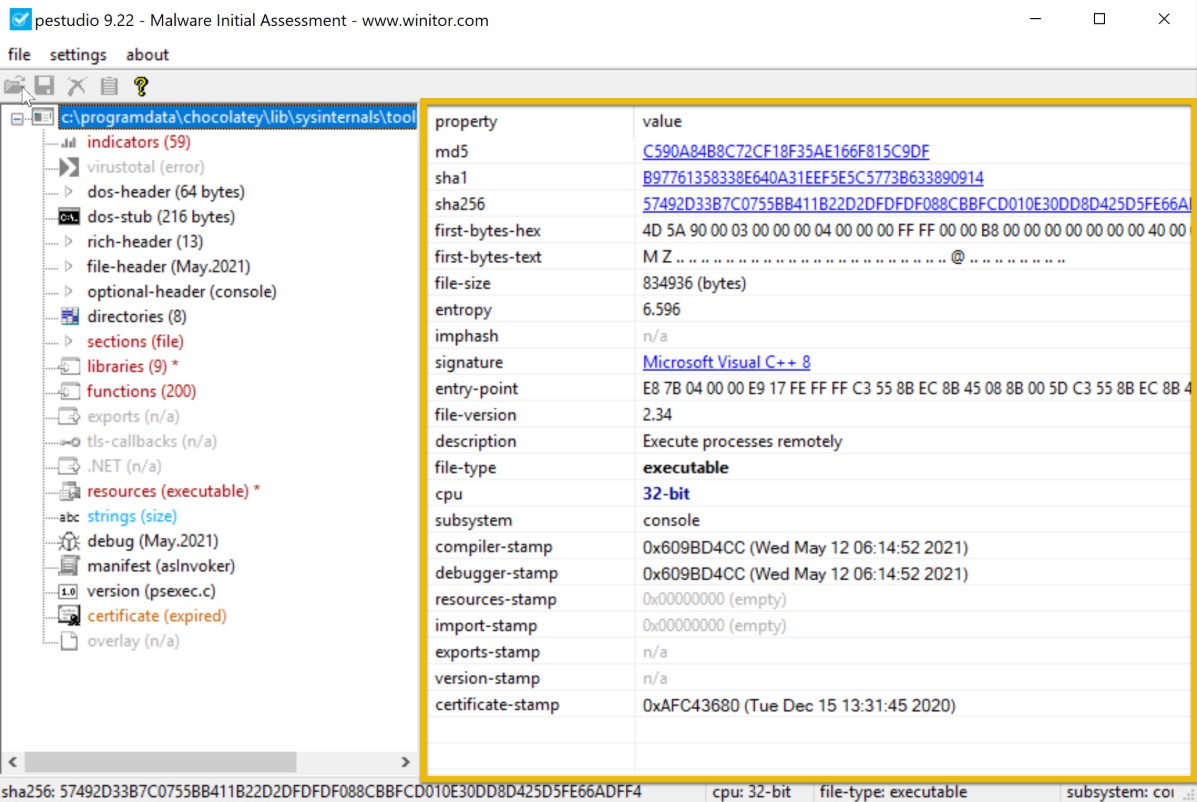 pestudio 9.22 - Malware Initial Assessment - www.winitor.com
file settings about
c:\programdata\chocolatey\lib\sysinternals\tool
indicators (59)
virustotal (error)
dos-header (64 bytes)
dos-stub (216 bytes)
rich-header (13)
file-header (May.2021)
optional-header (console)
directories (8)
sections (file)
libraries (9) *
functions (200)
exports (n/a)
tls-callbacks (n/a)
.NET (n/a)
resources (executable) *
abc strings (size)
debug (May.2021)
manifest (asInvoker)
1.0 version (psexec.c)
certificate (expired)
overlay (n/a)
property value
md5 C590A84B8C72CF18F35AE166F815C9DF
sha1 B97761358338E640A31EEF5E5C5773B633890914
sha256 57492D33B7C0755BB411B22D2DFDFDF088CBBFCD010E30DD8D425D5FE66AI
first-bytes-hex 4D 5A 90 00 03 00 00 00 04 00 00 00 FF FF 00 00 B8 00 00 00 00 00 00 00 40 00
first-bytes-text M Z .. .. .. .. .. .. .. .. .. .. .. .. .. .. .. .. .. .. .. .. .. .. @ .. .. .. .. .. .. .. ..
file-size 834936 (bytes)
entropy 6.596
imphash n/a
signature Microsoft Visual C++ 8
entry-point E8 7B 04 00 00 E9 17 FE FF FF C3 55 8B EC 8B 45 08 8B 00 5D C3 55 8B EC 8B 4
file-version 2.34
description Execute processes remotely
file-type executable
cpu 32-bit
subsystem console
compiler-stamp 0x609BD4CC (Wed May 12 06:14:52 2021)
debugger-stamp 0x609BD4CC (Wed May 12 06:14:52 2021)
resources-stamp 0x00000000 (empty)
import-stamp 0x00000000 (empty)
exports-stamp n/a
version-stamp n/a
certificate-stamp 0xAFC43680 (Tue Dec 15 13:31:45 2020)
sha256: 57492D33B7C0755BB411B22D2DFDFDF088CBBFCD010E30DD8D425D5FE66ADFF4 cpu: 32-bit file-type: executable subsystem: co